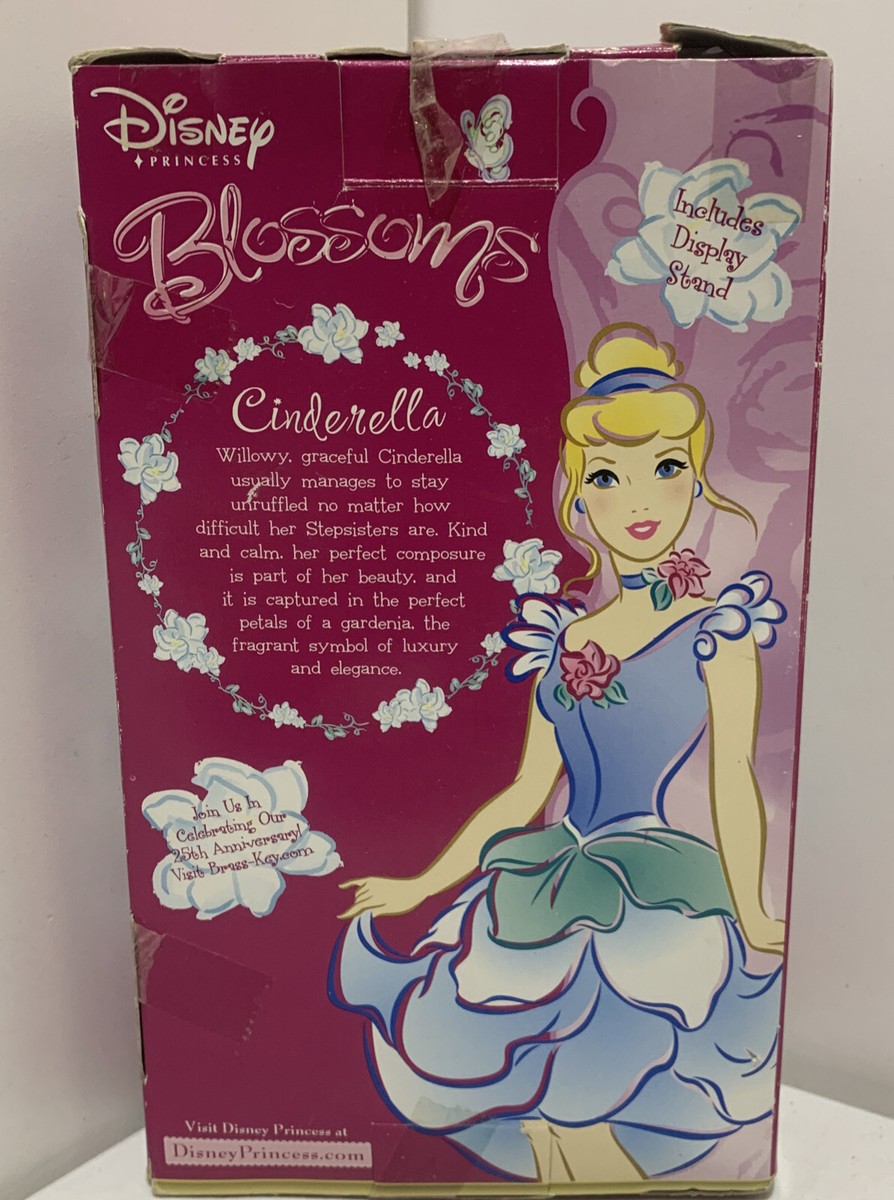 Disney
PRINCESS
Blossoms
Includes
Display
Stand
Cinderella
Willowy, graceful Cinderella
usually manages to stay
unruffled no matter how
difficult her Stepsisters are. Kind
and calm, her perfect composure
is part of her beauty, and
it is captured in the perfect
petals of a gardenia, the
fragrant symbol of luxury
and elegance.
Join Us In
Celebrating Our
25th Anniversary!
Visit Brass-Key.com
Visit Disney Princess at
DisneyPrincess.com